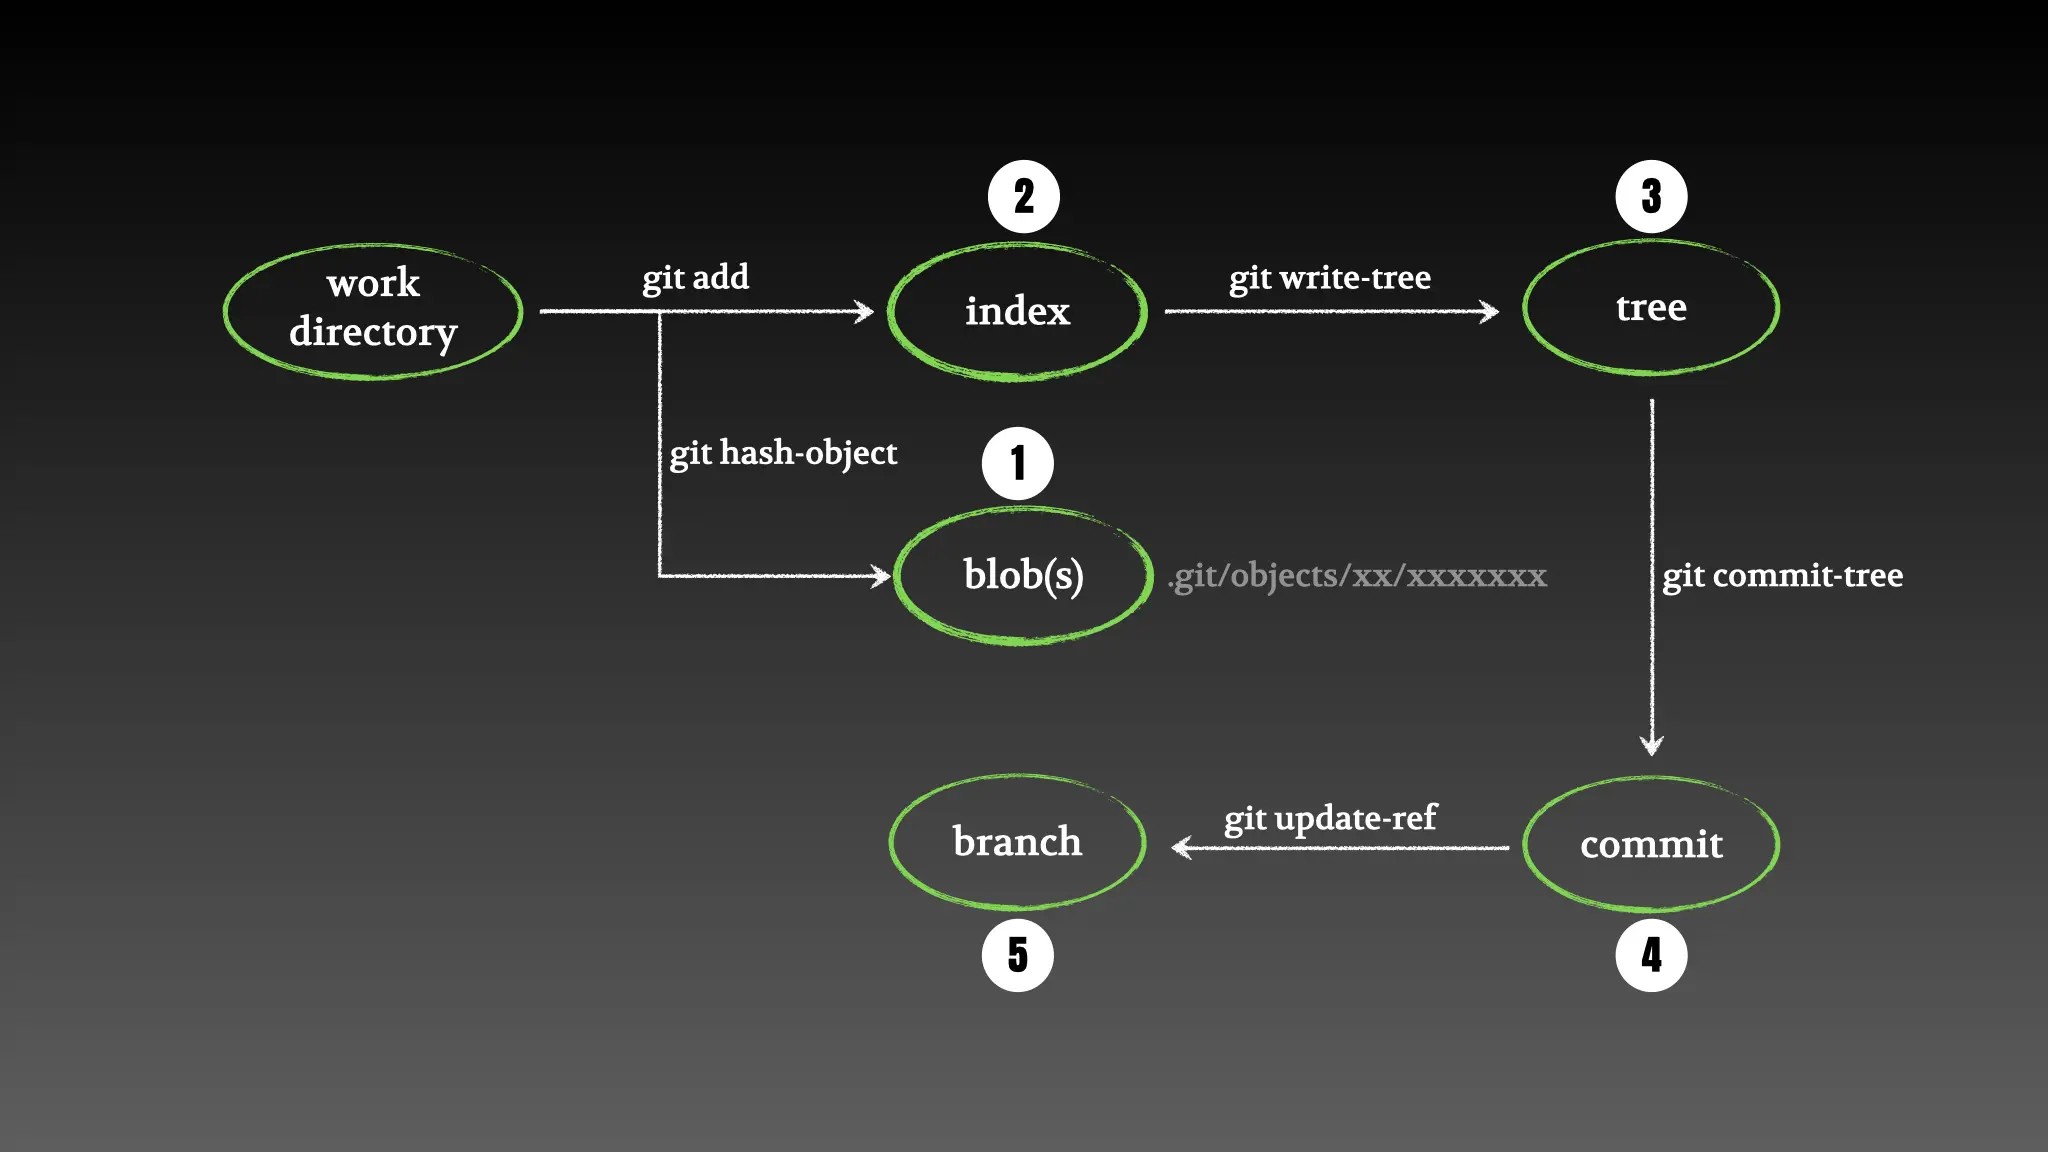 2
3
work
directory
git add
index
git write-tree
tree
git hash-object
1
blob(s)
.git/objects/xx/xxxxxxx
git commit-tree
branch
git update-ref
commit
5
4